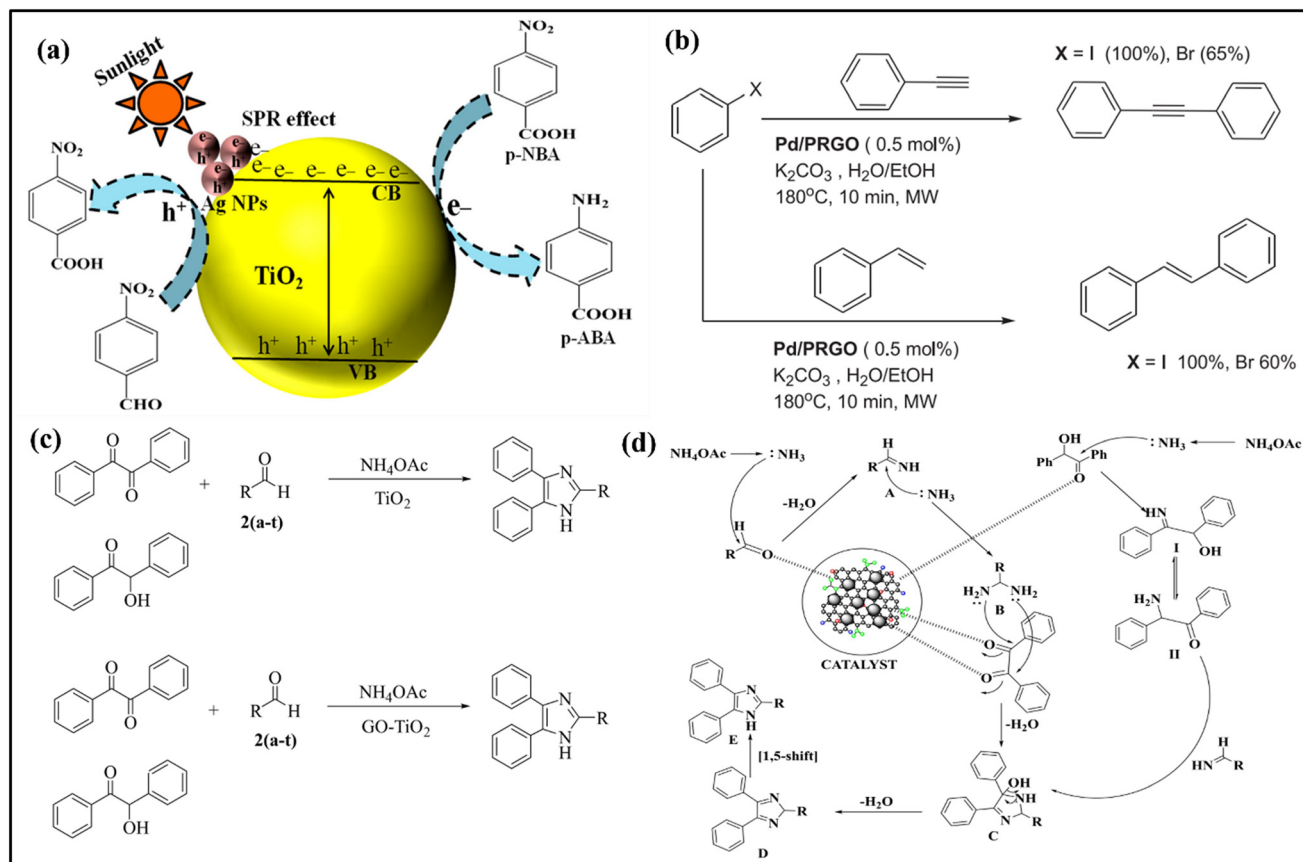 (a)
Sunlight
SPR effect
e– h
e– h
e– h
e–
e– e– e– e– e– e– e–
CB
Ag NPs
h+
TiO2
h+ h+ h+ h+
VB
e–
NO2
COOH
NO2
CHO
NO2
COOH
p-NBA
NH2
COOH
p-ABA
(b)
X
Pd/PRGO ( 0.5 mol%)
K2CO3 , H2O/EtOH
180°C, 10 min, MW
X = I (100%), Br (65%)
Pd/PRGO ( 0.5 mol%)
K2CO3 , H2O/EtOH
180°C, 10 min, MW
X = I 100%, Br 60%
(c)
O
O
+
O
R H
2(a-t)
NH4OAc
TiO2
N
N
H
R
O
OH
O
O
+
O
R H
2(a-t)
NH4OAc
GO-TiO2
N
N
H
R
O
OH
(d)
NH4OAc
:NH3
H
R O
-H2O
H
R NH
A
:NH3
OH
Ph Ph
O
:NH3
NH4OAc
HN
OH
I
H2N
O
II
R
H2N NH2
B
O
O
CATALYST
-H2O
H
HN R
OH
NH
N R
C
-H2O
N
N
R
D
[1,5-shift]
N
N
H
R
E